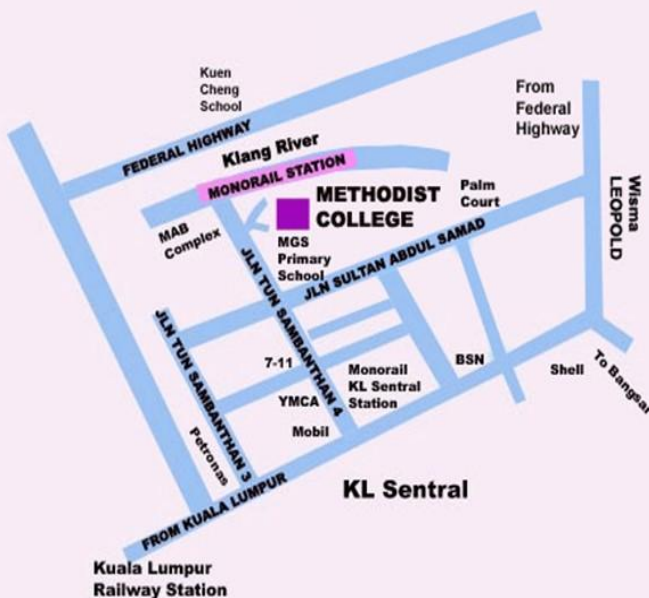 Kuen
Cheng
School
FEDERAL HIGHWAY
From
Federal
Highway
Klang River
MONORAIL STATION
METHODIST
COLLEGE
Palm
Court
Wisma
LEOPOLD
MAB
Complex
MGS
Primary
School
JLN SULTAN ABDUL SAMAD
JLN TUN SAMBANTHAN 4
JLN TUN SAMBANTHAN 3
7-11
YMCA
Mobil
Monorail
KL Sentral
Station
BSN
Shell
To Bangsar
Petronas
FROM KUALA LUMPUR
KL Sentral
Kuala Lumpur
Railway Station